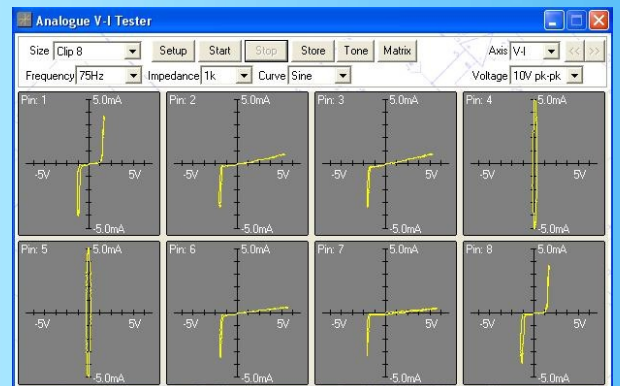 Analogue V-I Tester
Size Clip 8 Setup Start Stop Store Tone Matrix Axis V-I << >>
Frequency 75Hz Impedance 1k Curve Sine Voltage 10V pk-pk
Pin: 1 5.0mA Pin: 2 5.0mA Pin: 3 5.0mA Pin: 4 5.0mA
-5V 5V -5V 5V -5V 5V -5V 5V
-5.0mA -5.0mA -5.0mA -5.0mA
Pin: 5 5.0mA Pin: 6 5.0mA Pin: 7 5.0mA Pin: 8 5.0mA
-5V 5V -5V 5V -5V 5V -5V 5V
-5.0mA -5.0mA -5.0mA -5.0mA